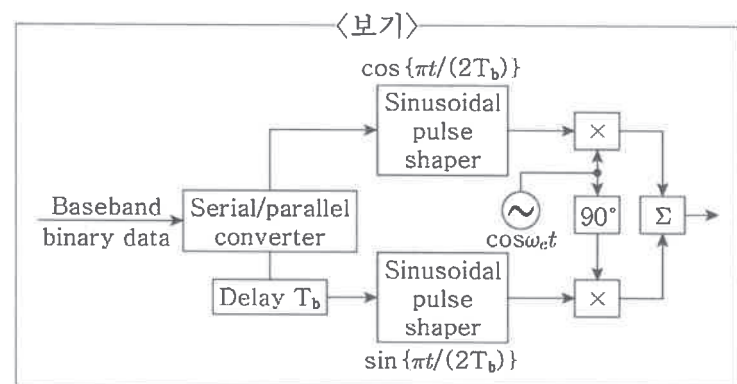 〈보기〉
cos {πt/(2T_b)}
Sinusoidal
pulse
shaper
×
Baseband
binary data
Serial/parallel
converter
~
cosω_c t
90°
Σ
Delay T_b
Sinusoidal
pulse
shaper
×
sin {πt/(2T_b)}